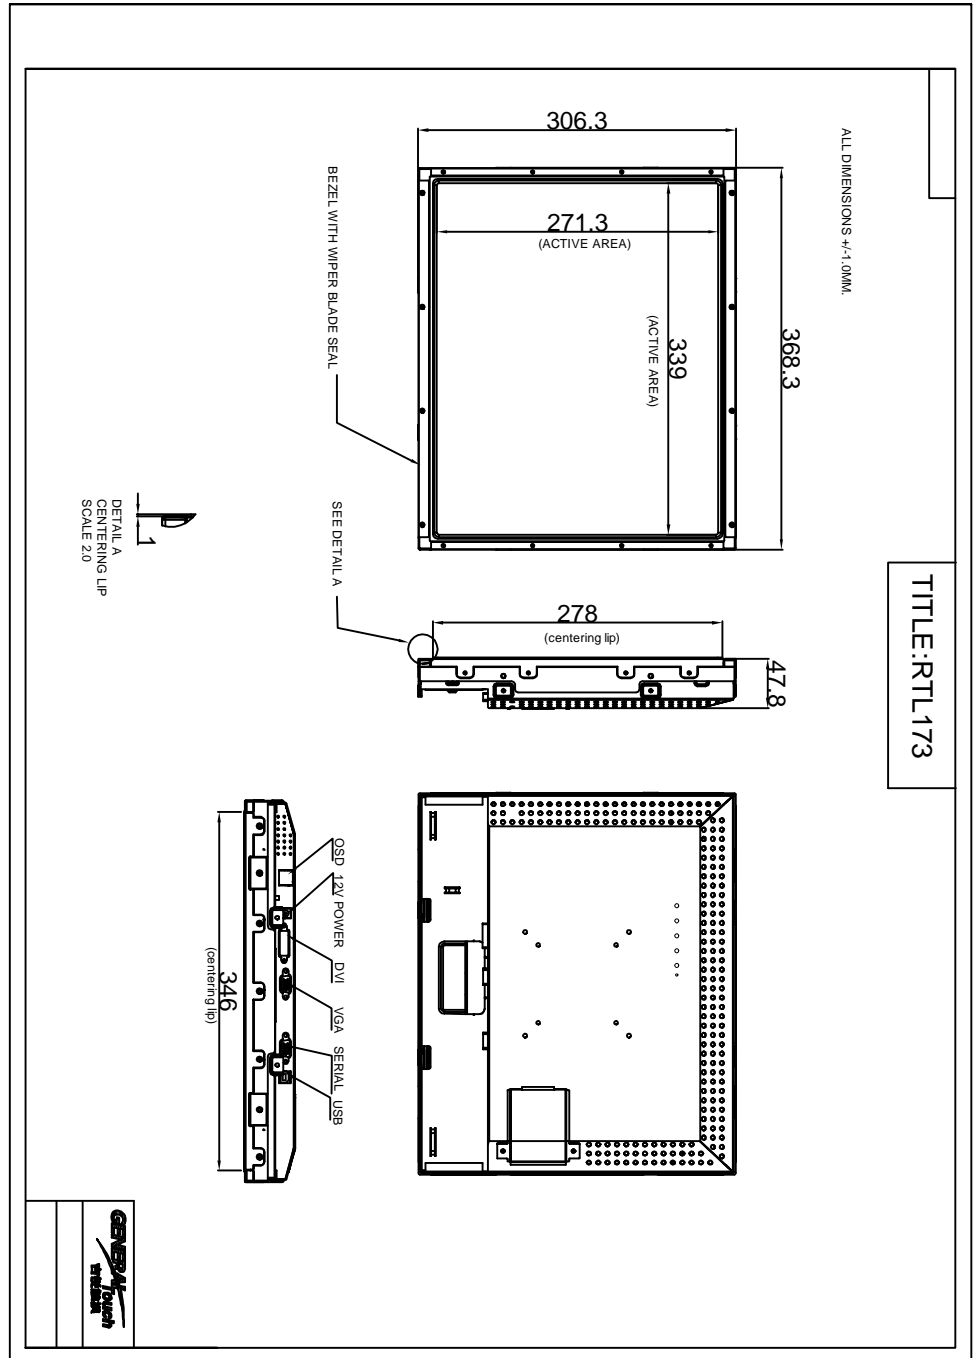 ALL DIMENSIONS +/-1.0MM.
368.3
306.3
271.3
(ACTIVE AREA)
339
(ACTIVE AREA)
BEZEL WITH WIPER BLADE SEAL
SEE DETAIL A
DETAIL A
CENTERING LIP
SCALE 2.0
1
TITLE:RTL173
278
(centering lip)
47.8
OSD 12V POWER DVI VGA SERIAL USB
346
(centering lip)
GENERAL
Touch